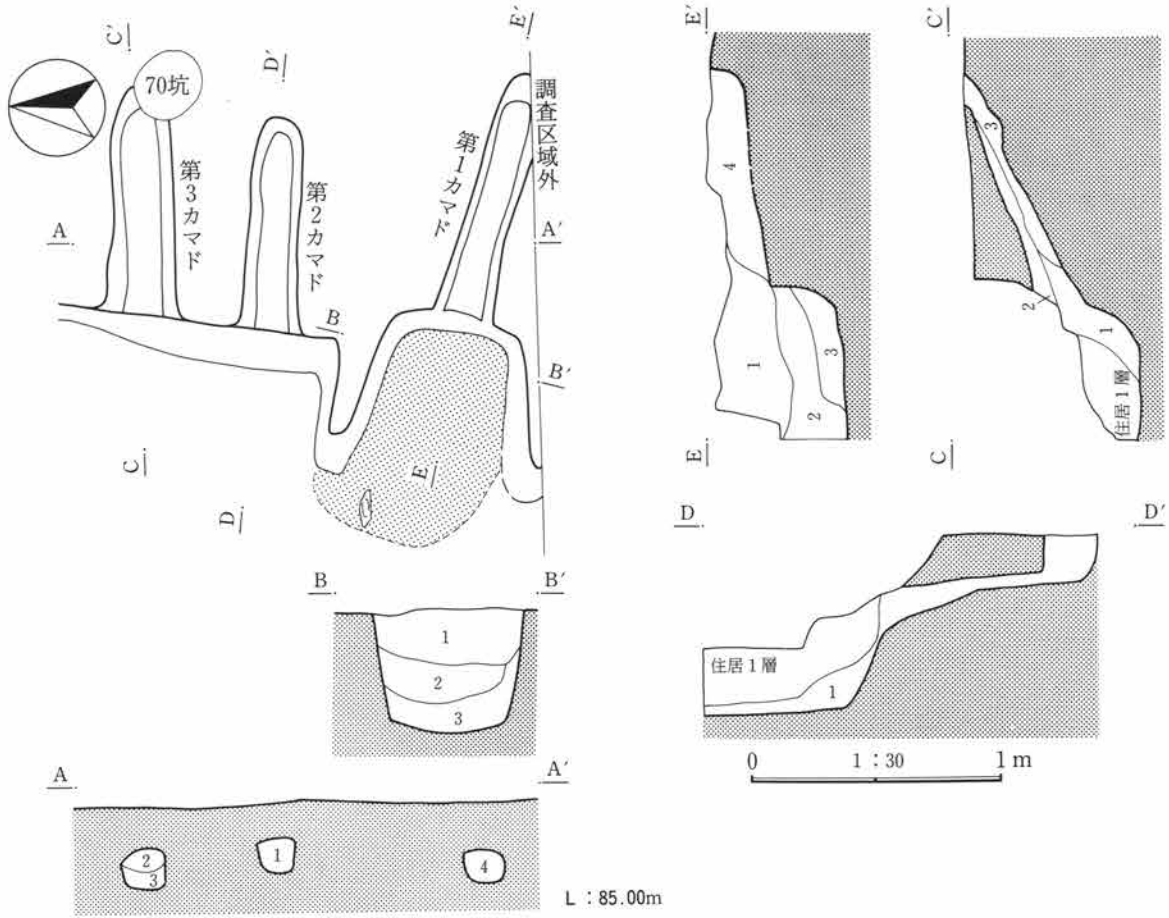 C′
D′
E′
70坑
第3カマド
第2カマド
第1カマド
調査区域外
A
A′
B
B′
C
D
E
E′
4
1
3
2
E
C′
3
2
1
住居1層
C
D
D′
住居1層
1
0 1：30 1m
B
B′
1
2
3
A
A′
2
3
1
4
L：85.00m